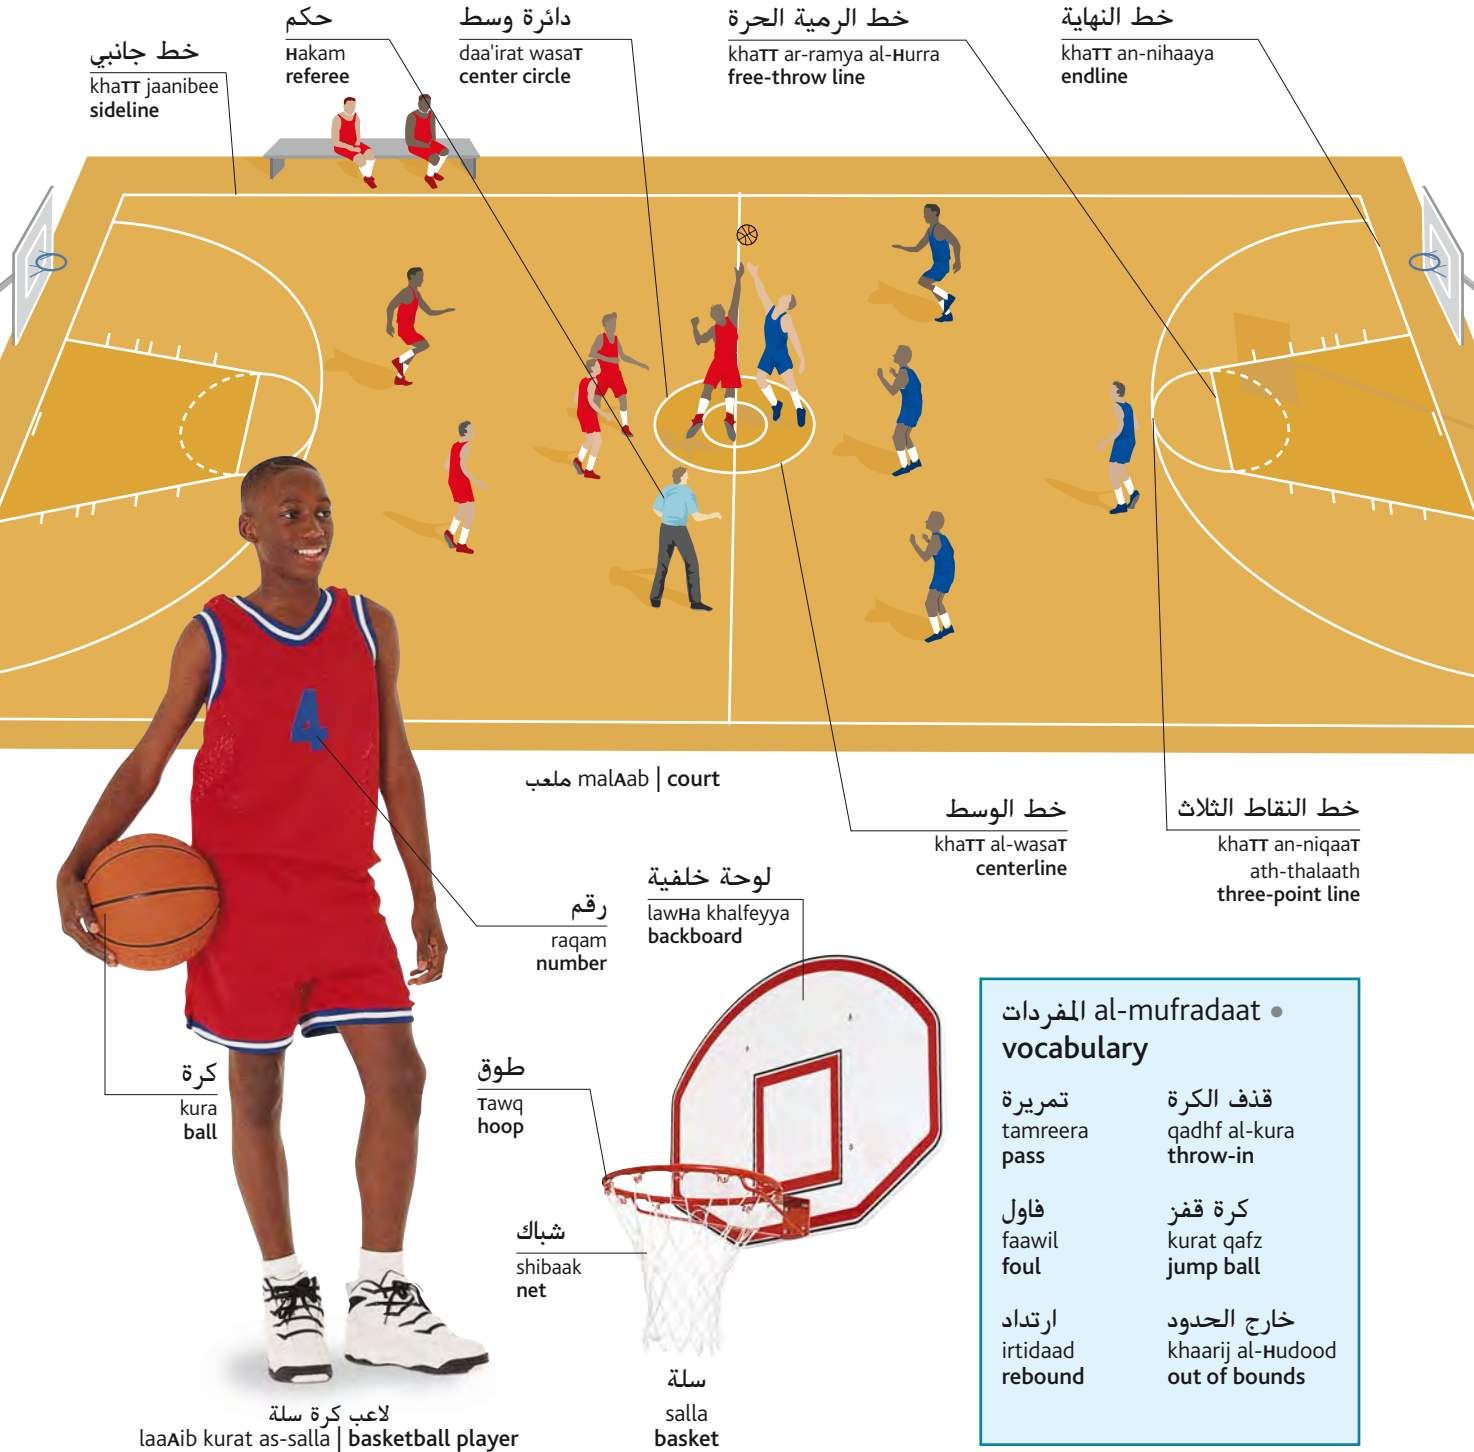 خط جانبي
khaTT jaanibee
sideline
حكم
Hakam
referee
دائرة وسط
daa'irat wasaT
center circle
خط الرمية الحرة
khaTT ar-ramya al-Hurra
free-throw line
خط النهاية
khaTT an-nihaaya
endline
4
ملعب malAab | court
خط الوسط
khaTT al-wasaT
centerline
خط النقاط الثلاث
khaTT an-niqaaT
ath-thalaath
three-point line
رقم
raqam
number
لوحة خلفية
lawHa khalfeyya
backboard
كرة
kura
ball
طوق
Tawq
hoop
شباك
shibaak
net
سلة
salla
basket
لاعب كرة سلة
laaAib kurat as-salla | basketball player
المفردات al-mufradaat •
vocabulary
تمريرة
tamreera
pass
قذف الكرة
qadhf al-kura
throw-in
فاول
faawil
foul
كرة قفز
kurat qafz
jump ball
ارتداد
irtidaad
rebound
خارج الحدود
khaarij al-Hudood
out of bounds